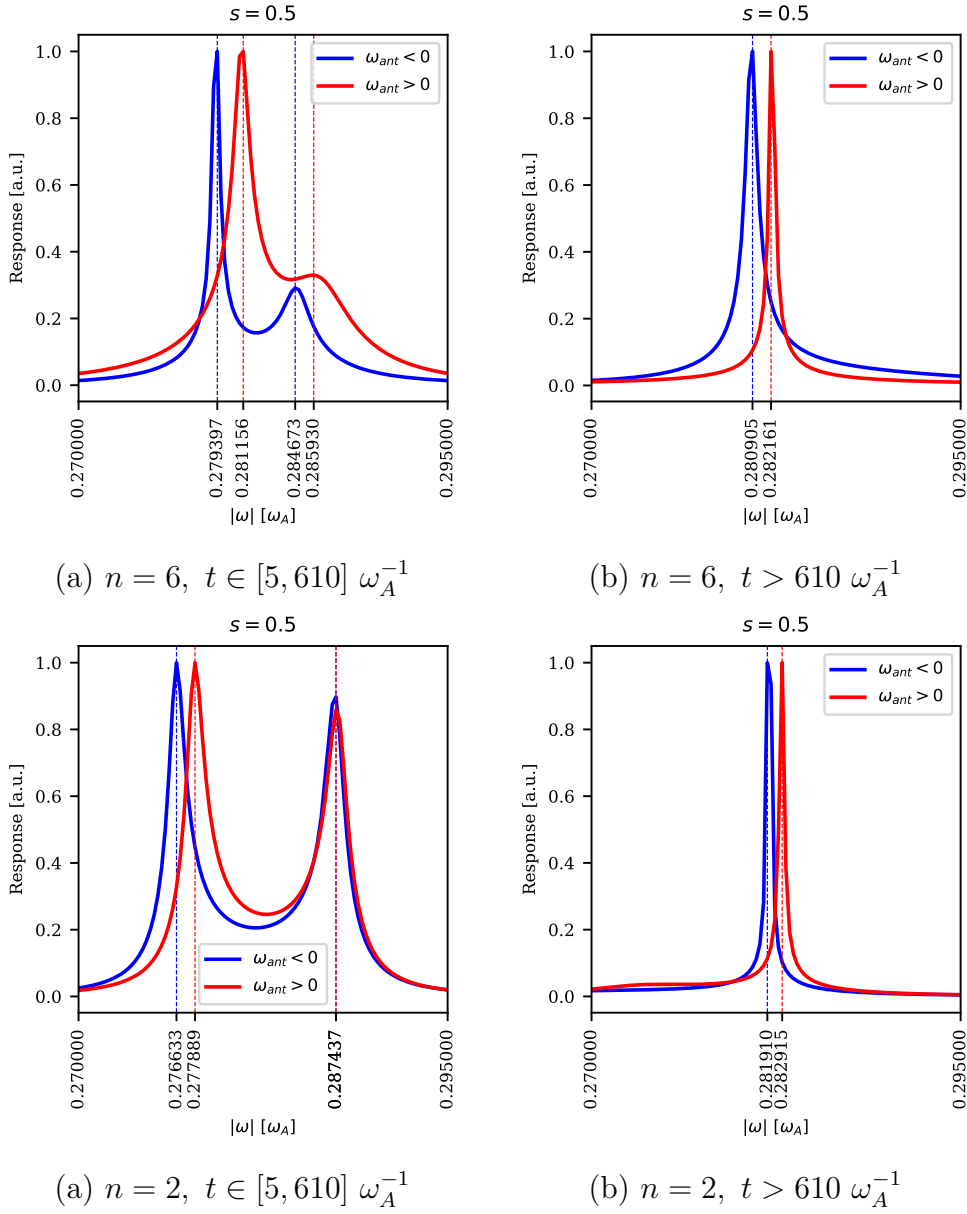 s = 0.5
Response [a.u.]
1.0
0.8
0.6
0.4
0.2
0.0
ω_ant < 0
ω_ant > 0
0.270000
0.279397
0.281156
0.284673
0.285930
0.295000
|ω| [ω_A]
(a) n = 6, t ∈ [5, 610] ω_A^{-1}
s = 0.5
Response [a.u.]
1.0
0.8
0.6
0.4
0.2
0.0
ω_ant < 0
ω_ant > 0
0.270000
0.280905
0.282161
0.295000
|ω| [ω_A]
(b) n = 6, t > 610 ω_A^{-1}
s = 0.5
Response [a.u.]
1.0
0.8
0.6
0.4
0.2
0.0
ω_ant < 0
ω_ant > 0
0.270000
0.276633
0.277889
0.287437
0.295000
|ω| [ω_A]
(a) n = 2, t ∈ [5, 610] ω_A^{-1}
s = 0.5
Response [a.u.]
1.0
0.8
0.6
0.4
0.2
0.0
ω_ant < 0
ω_ant > 0
0.270000
0.281910
0.282915
0.295000
|ω| [ω_A]
(b) n = 2, t > 610 ω_A^{-1}